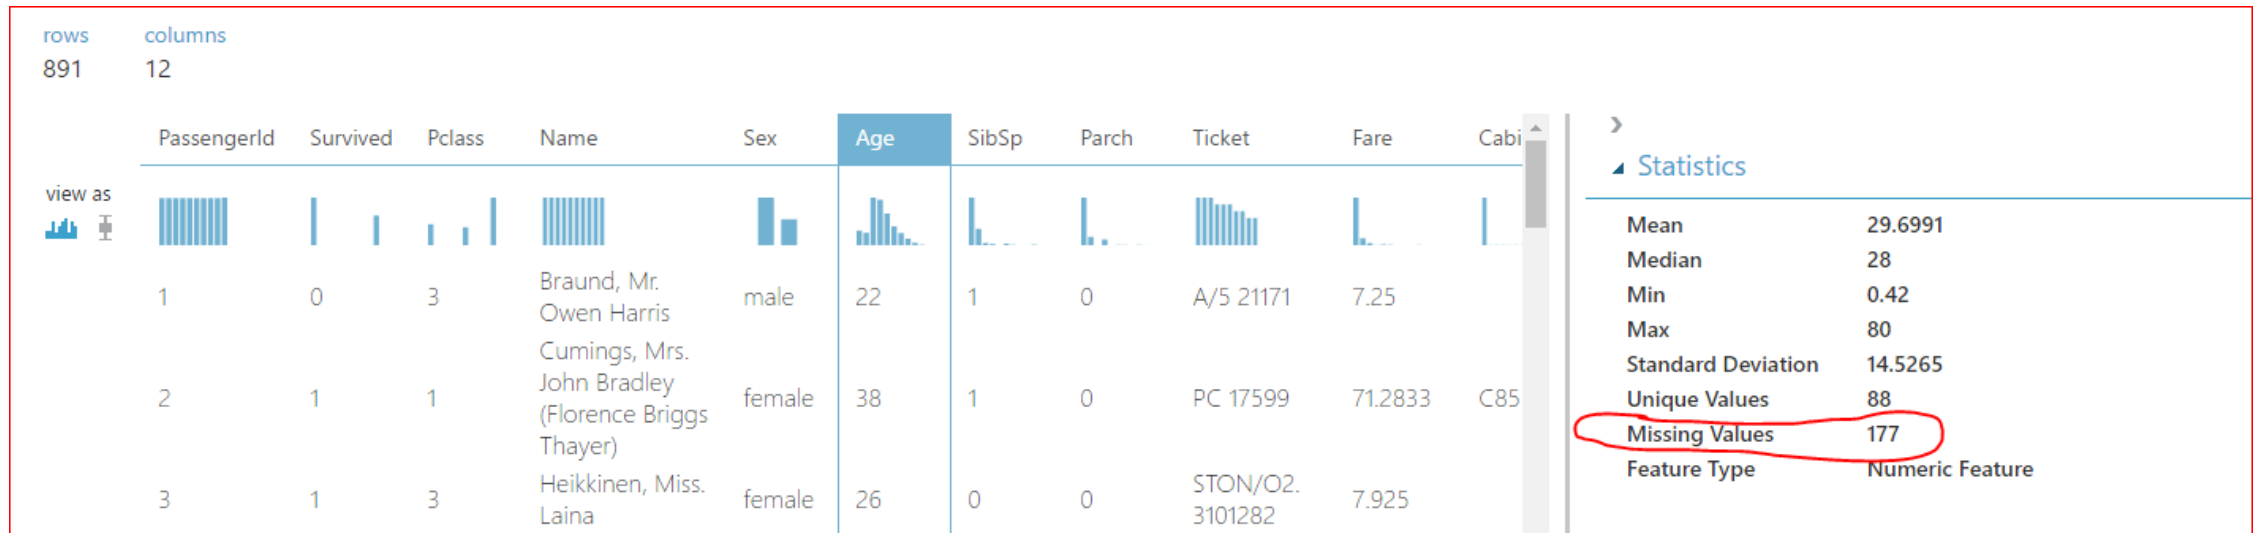 rows columns
891 12
PassengerId Survived Pclass Name Sex Age SibSp Parch Ticket Fare Cabi
view as
1 0 3 Braund, Mr. male 22 1 0 A/5 21171 7.25
Owen Harris
Cumings, Mrs.
John Bradley
2 1 1 (Florence Briggs female 38 1 0 PC 17599 71.2833 C85
Thayer)
Heikkinen, Miss.
3 1 3 Laina female 26 0 0 STON/O2. 7.925
3101282
Statistics
Mean 29.6991
Median 28
Min 0.42
Max 80
Standard Deviation 14.5265
Unique Values 88
Missing Values 177
Feature Type Numeric Feature